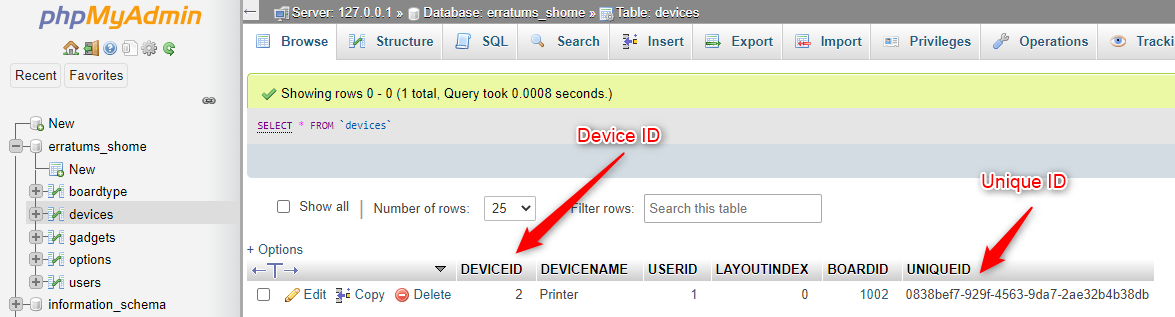 phpMyAdmin
Recent Favorites
New
erratums_shome
New
boardtype
devices
gadgets
options
users
information_schema
Server: 127.0.0.1 » Database: erratums_shome » Table: devices
Browse Structure SQL Search Insert Export Import Privileges Operations Tracki
Showing rows 0 - 0 (1 total, Query took 0.0008 seconds.)
SELECT * FROM `devices`
Device ID
Unique ID
Show all Number of rows: 25 Filter rows: Search this table
+ Options
DEVICEID DEVICENAME USERID LAYOUTINDEX BOARDID UNIQUEID
Edit Copy Delete 2 Printer 1 0 1002 0838bef7-929f-4563-9da7-2ae32b4b38db